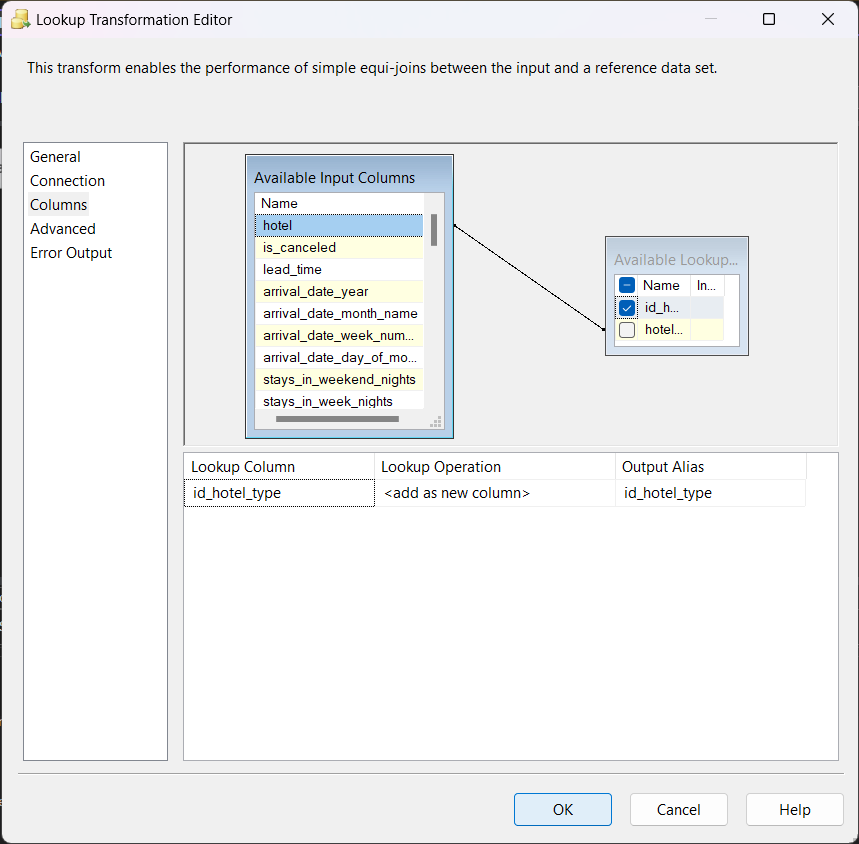 Lookup Transformation Editor
This transform enables the performance of simple equi-joins between the input and a reference data set.
General
Connection
Columns
Advanced
Error Output
Available Input Columns
Name
hotel
is_canceled
lead_time
arrival_date_year
arrival_date_month_name
arrival_date_week_num...
arrival_date_day_of_mo...
stays_in_weekend_nights
stays_in_week_nights
Available Lookup...
Name In...
id_h...
hotel...
Lookup Column Lookup Operation Output Alias
id_hotel_type <add as new column> id_hotel_type
OK Cancel Help